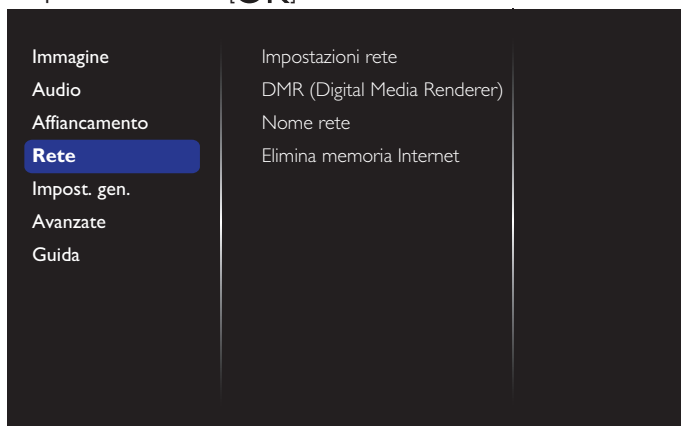 [OK]
Immagine
Audio
Affiancamento
Rete
Impost. gen.
Avanzate
Guida
Impostazioni rete
DMR (Digital Media Renderer)
Nome rete
Elimina memoria Internet